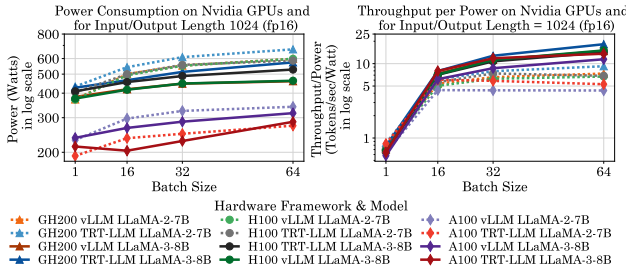 Power Consumption on Nvidia GPUs and
for Input/Output Length 1024 (fp16)
Power (Watts)
in log scale
800
600
500
400
300
200
1
16
32
64
Batch Size
Throughput per Power on Nvidia GPUs and
for Input/Output Length = 1024 (fp16)
Throughput/Power
(Tokens/sec/Watt)
in log scale
25
10
5
1
1
16
32
64
Batch Size
Hardware Framework & Model
GH200 vLLM LLaMA-2-7B
GH200 TRT-LLM LLaMA-2-7B
GH200 vLLM LLaMA-3-8B
GH200 TRT-LLM LLaMA-3-8B
H100 vLLM LLaMA-2-7B
H100 TRT-LLM LLaMA-2-7B
H100 TRT-LLM LLaMA-3-8B
H100 vLLM LLaMA-3-8B
A100 vLLM LLaMA-2-7B
A100 TRT-LLM LLaMA-2-7B
A100 vLLM LLaMA-3-8B
A100 TRT-LLM LLaMA-3-8B